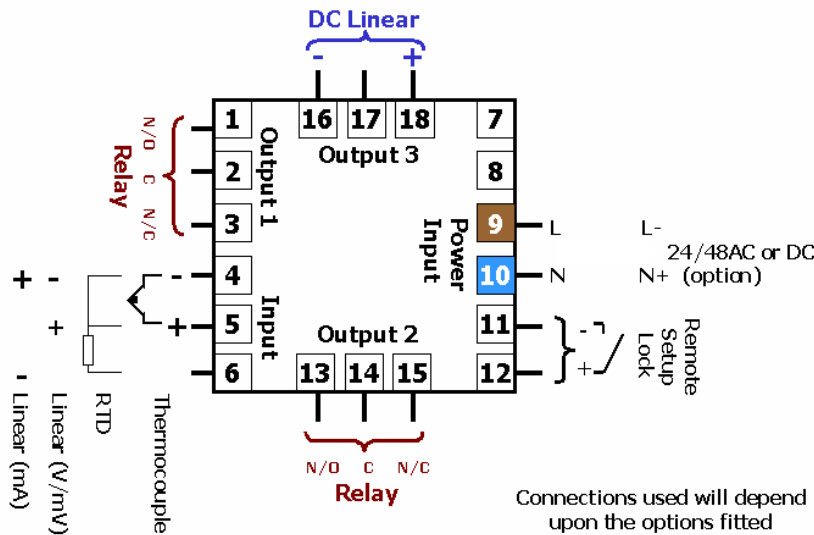 DC Linear
- +
1 16 17 18 7
Output 3
N/O
C
N/C
Relay
Output 1
2
3
8
9
10
Power
Input
L L-
24/48AC or DC
N N+ (option)
4
5
6
Input
- 
+
+ -
+
-
Linear (mA)
Linear (V/mV)
RTD
Thermocouple
Output 2
13 14 15
11
12
-
+
Remote
Setup
Lock
N/O C N/C
Relay
Connections used will depend
upon the options fitted